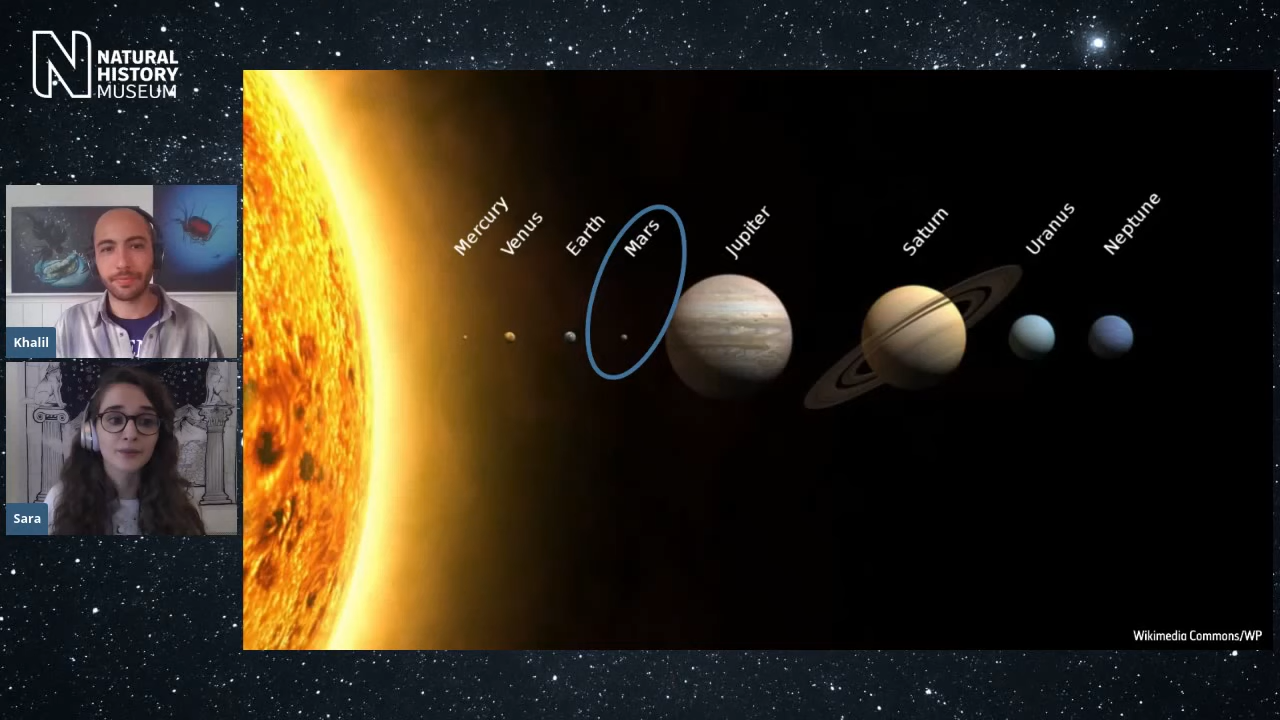 NATURAL
HISTORY
MUSEUM
Khalil
Sara
Mercury
Venus
Earth
Mars
Jupiter
Saturn
Uranus
Neptune
Wikimedia Commons/WP